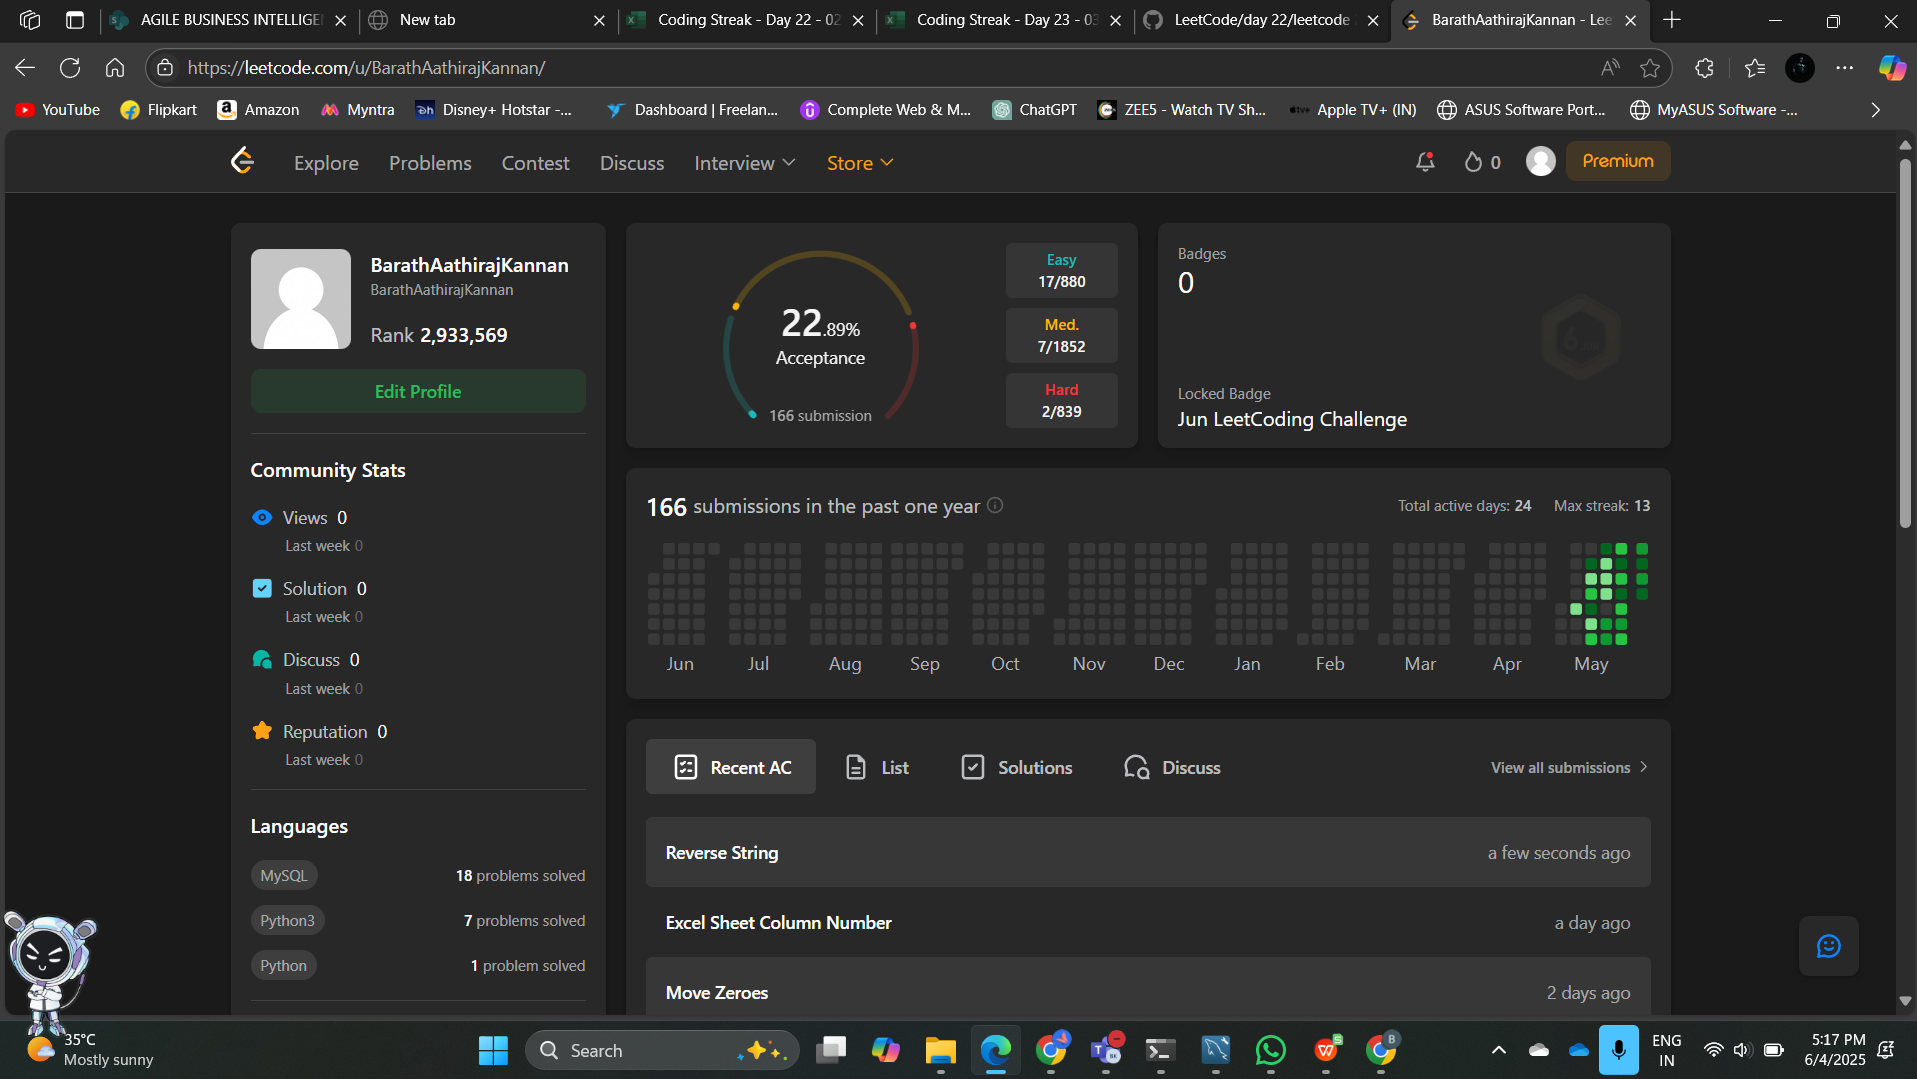 AGILE BUSINESS INTELLIGE
New tab
Coding Streak - Day 22 - 02
Coding Streak - Day 23 - 03
LeetCode/day 22/leetcode
BarathAathirajKannan - Lee
https://leetcode.com/u/BarathAathirajKannan/
YouTube
Flipkart
Amazon
Myntra
Disney+ Hotstar -...
Dashboard | Freelan...
Complete Web & M...
ChatGPT
ZEE5 - Watch TV Sh...
Apple TV+ (IN)
ASUS Software Port...
MyASUS Software -...
Explore
Problems
Contest
Discuss
Interview
Store
0
Premium
BarathAathirajKannan
BarathAathirajKannan
Rank 2,933,569
Edit Profile
Community Stats
Views 0
Last week 0
Solution 0
Last week 0
Discuss 0
Last week 0
Reputation 0
Last week 0
Languages
MySQL 18 problems solved
Python3 7 problems solved
Python 1 problem solved
22.89%
Acceptance
166 submission
Easy
17/880
Med.
7/1852
Hard
2/839
Badges
0
Locked Badge
Jun LeetCoding Challenge
166 submissions in the past one year
Total active days: 24 Max streak: 13
Jun Jul Aug Sep Oct Nov Dec Jan Feb Mar Apr May
Recent AC
List
Solutions
Discuss
View all submissions
Reverse String a few seconds ago
Excel Sheet Column Number a day ago
Move Zeroes 2 days ago
35°C
Mostly sunny
Search
ENG
IN
5:17 PM
6/4/2025